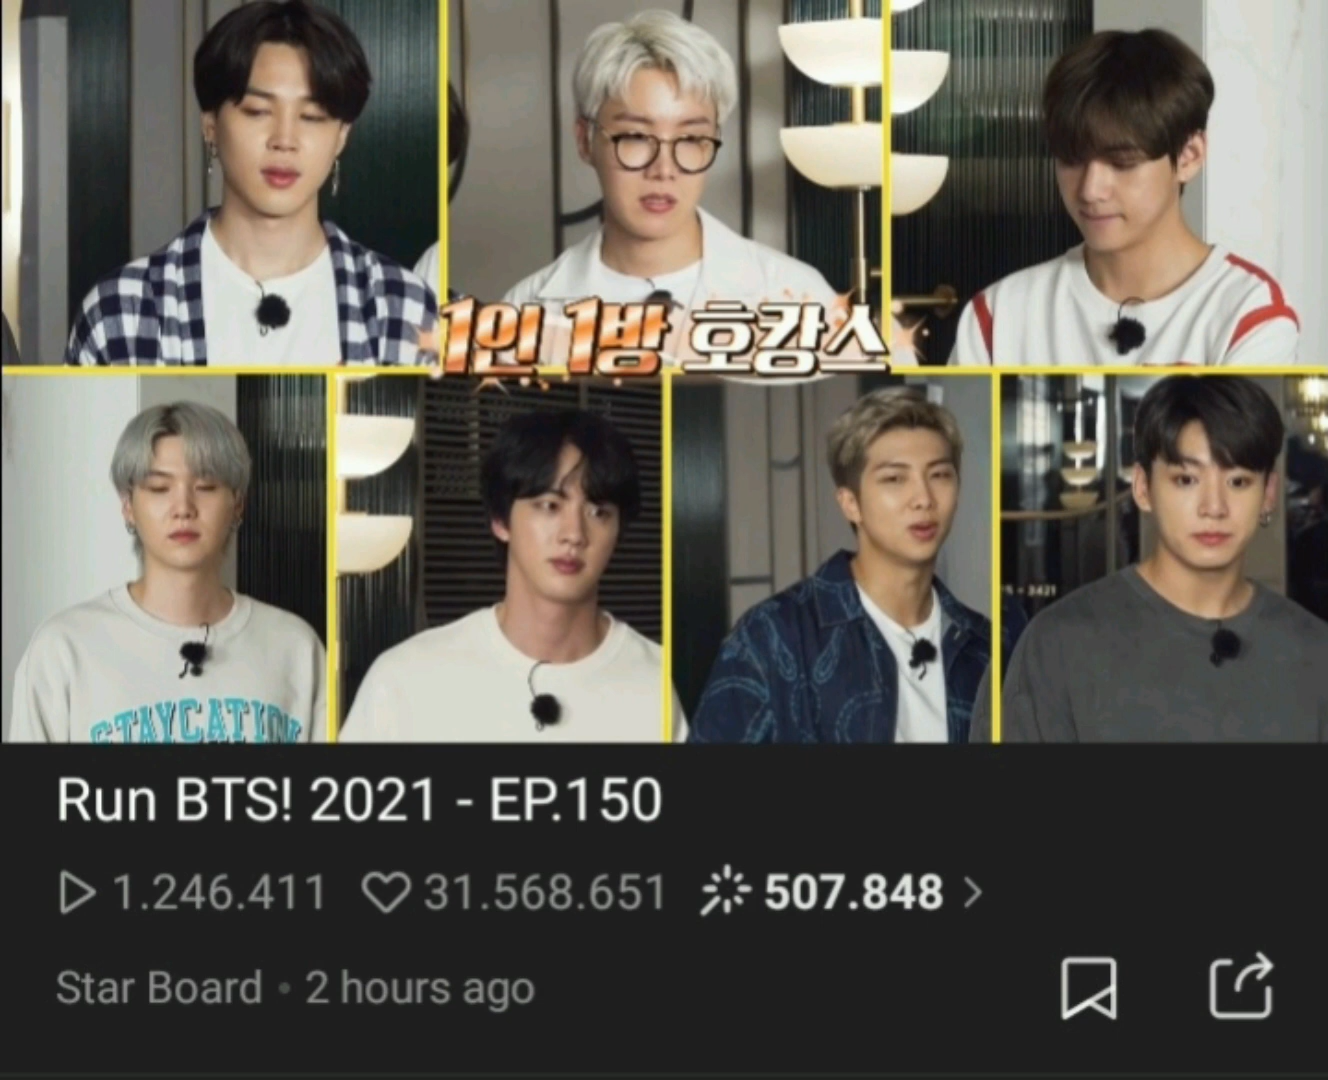 1인 1방 호캉스
STAYCATION
Run BTS! 2021 - EP.150
1.246.411 31.568.651 507.848
Star Board • 2 hours ago